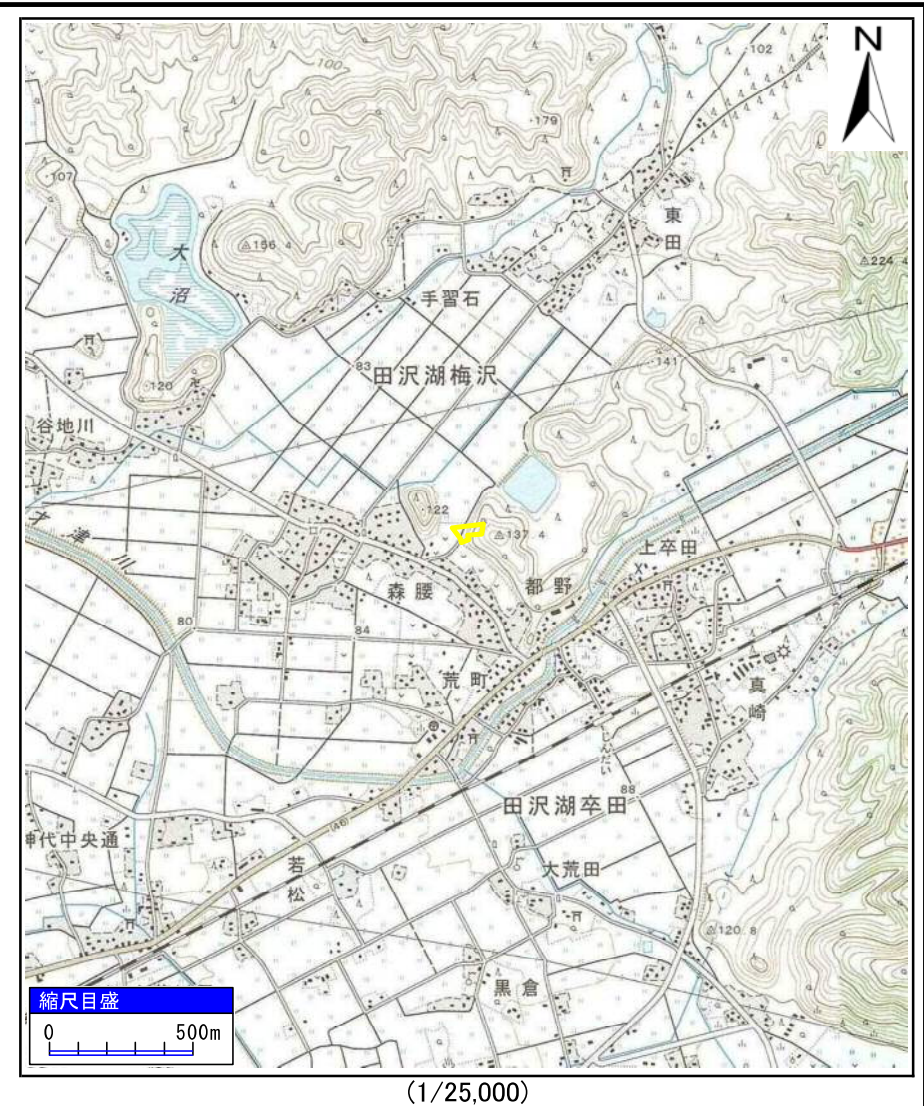 N
102
100
179
107
東田
大沼
156.4
224.4
手習石
141
83
田沢湖梅沢
120
谷地川
122
137.4
上卒田
森腰
都野
80
84
荒町
真崎
じんだい
88
田沢湖卒田
(46)
神代中央通
若松
大荒田
120.8
黒倉
縮尺目盛
0 500m
(1/25,000)